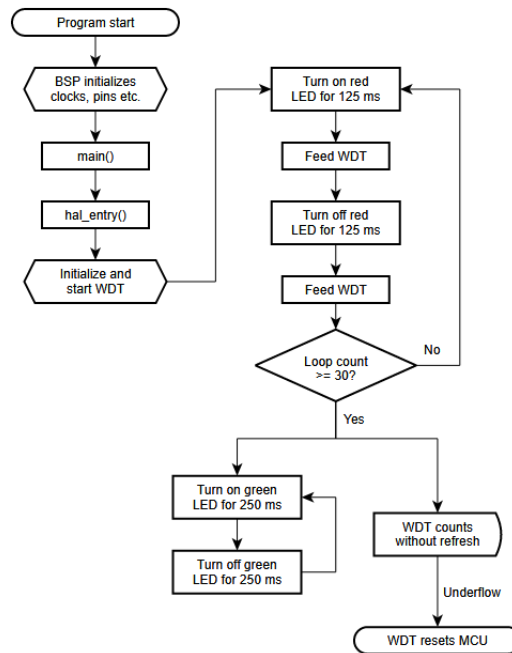 Program start
BSP initializes
clocks, pins etc.
main()
hal_entry()
Initialize and
start WDT
Turn on red
LED for 125 ms
Feed WDT
Turn off red
LED for 125 ms
Feed WDT
Loop count
>= 30?
No
Yes
Turn on green
LED for 250 ms
Turn off green
LED for 250 ms
WDT counts
without refresh
Underflow
WDT resets MCU